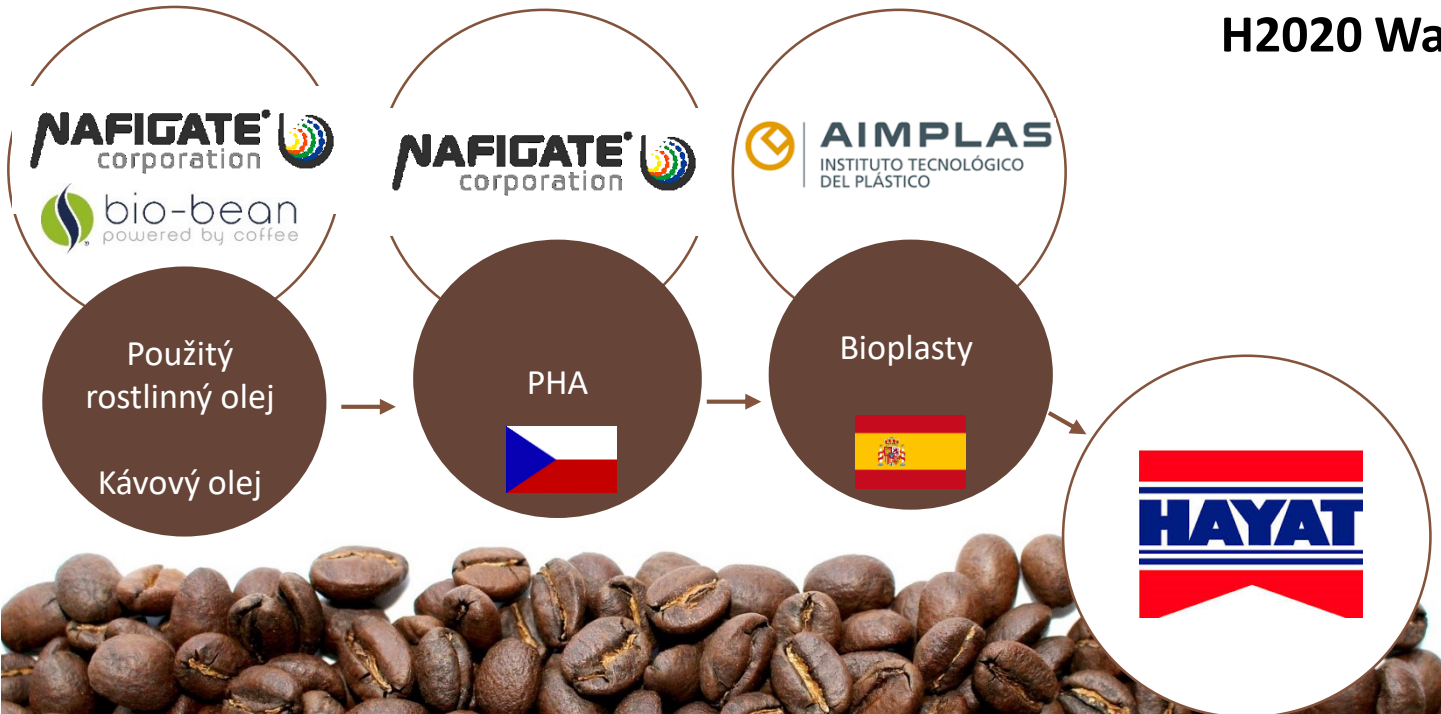 H2020 Wa
NAFIGATE
corporation
bio-bean
powered by coffee
NAFIGATE
corporation
AIMPLAS
INSTITUTO TECNOLÓGICO
DEL PLÁSTICO
Použitý
rostlinný olej
Kávový olej
PHA
Bioplasty
HAYAT